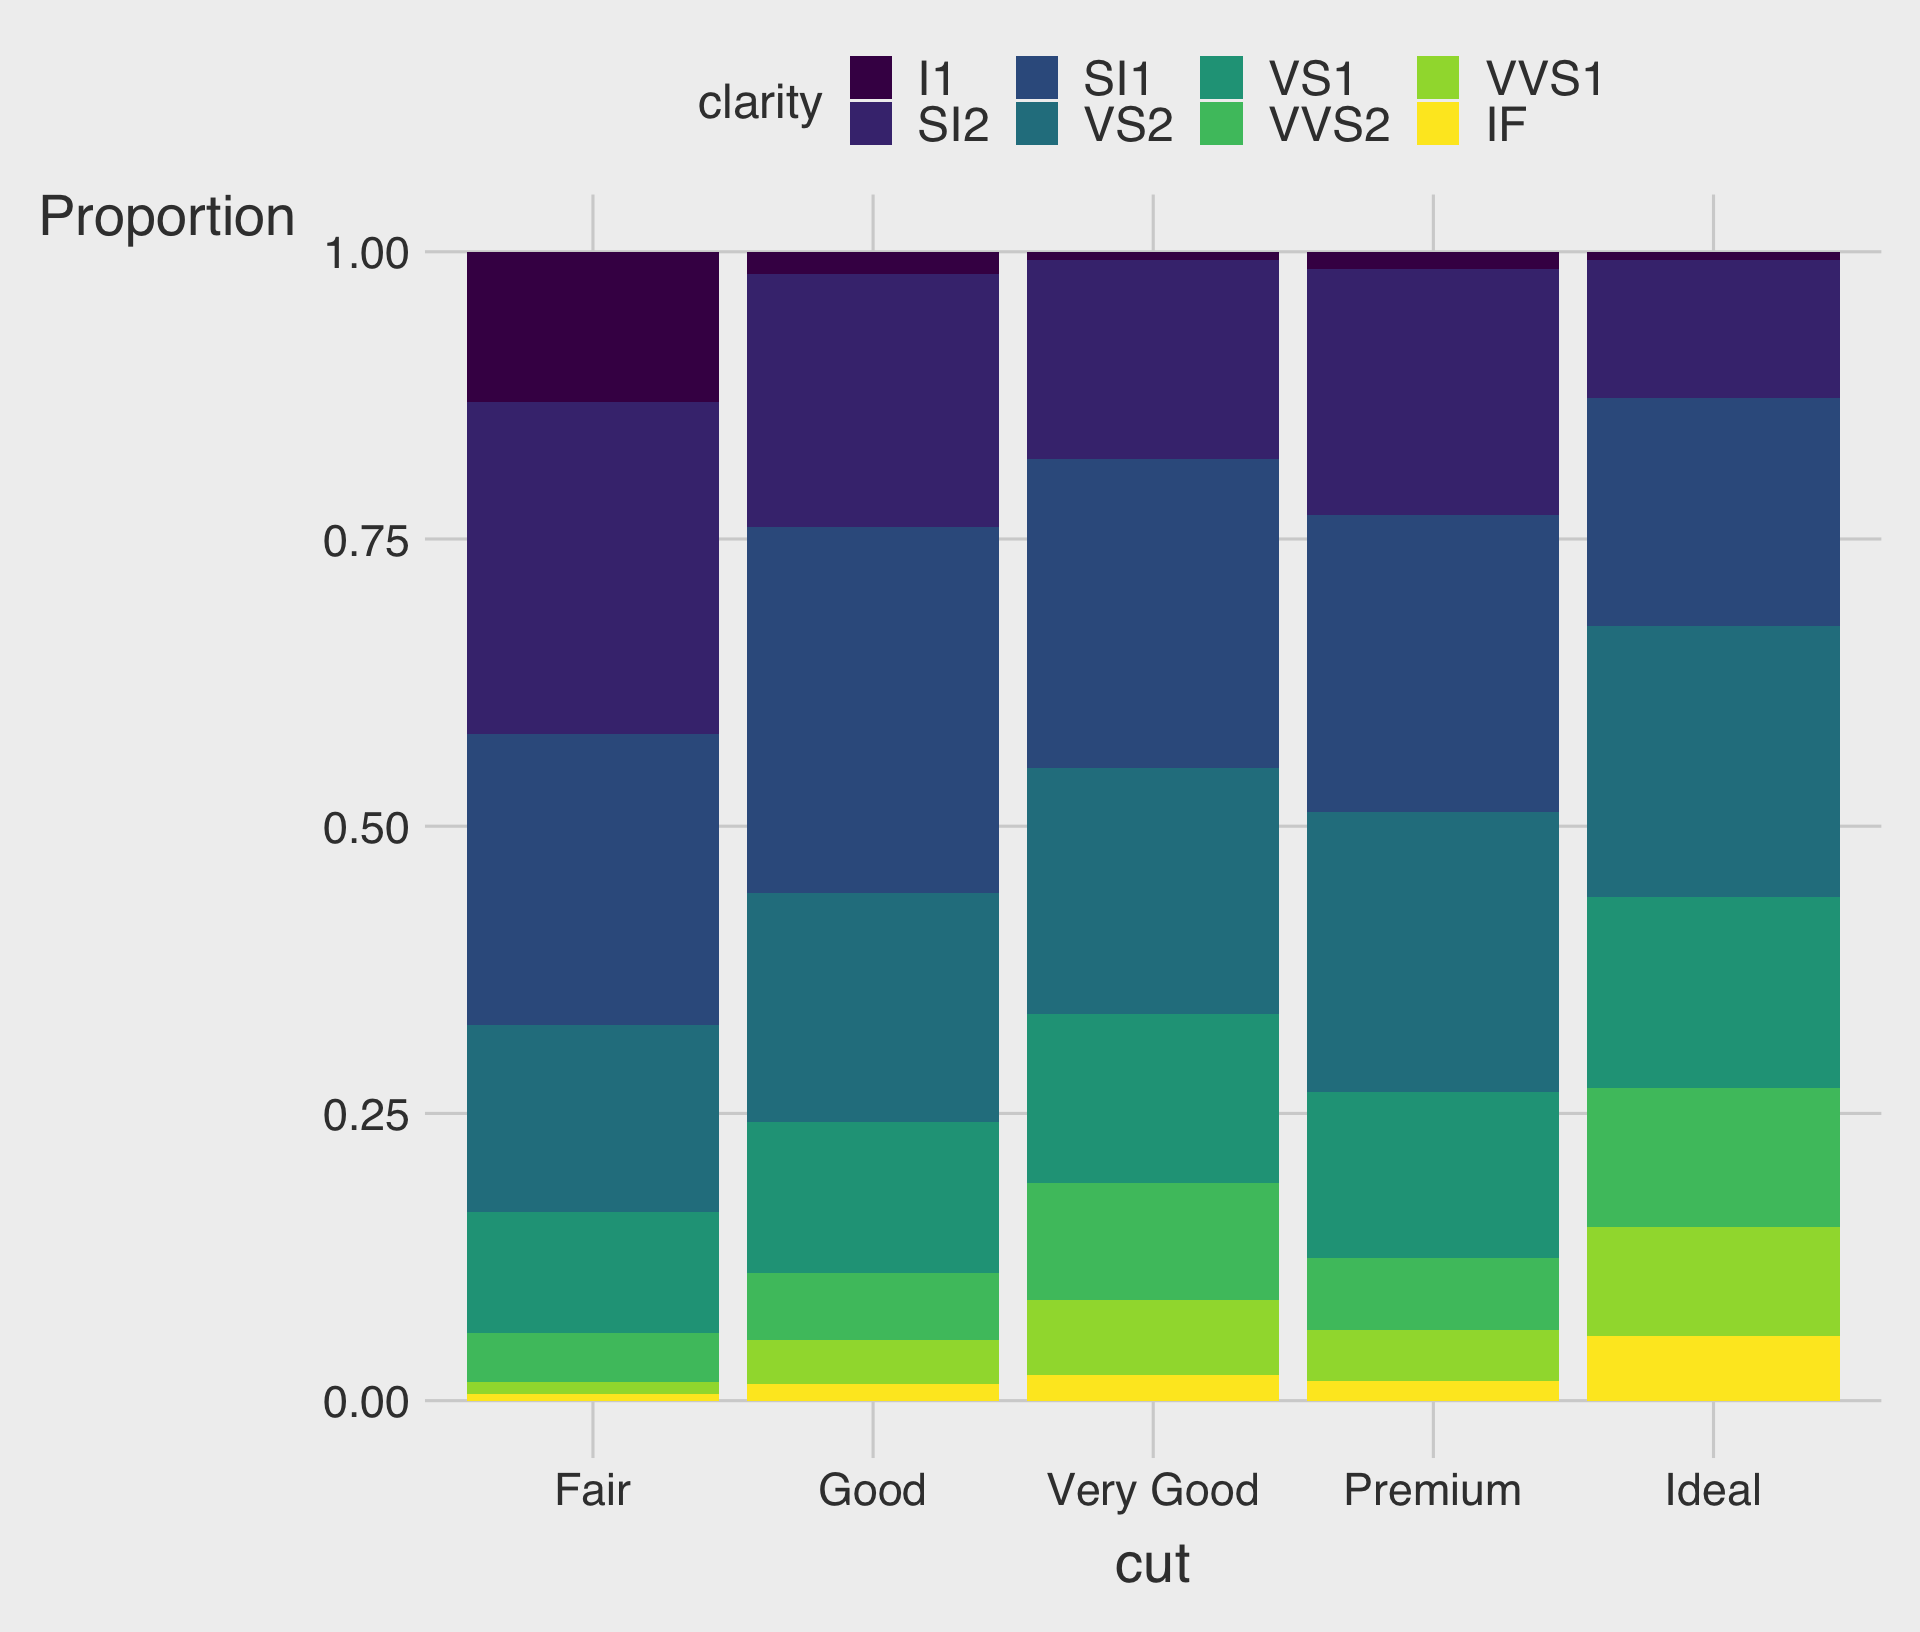 clarity I1 SI1 VS1 VVS1
SI2 VS2 VVS2 IF
Proportion
1.00
0.75
0.50
0.25
0.00
Fair Good Very Good Premium Ideal
cut